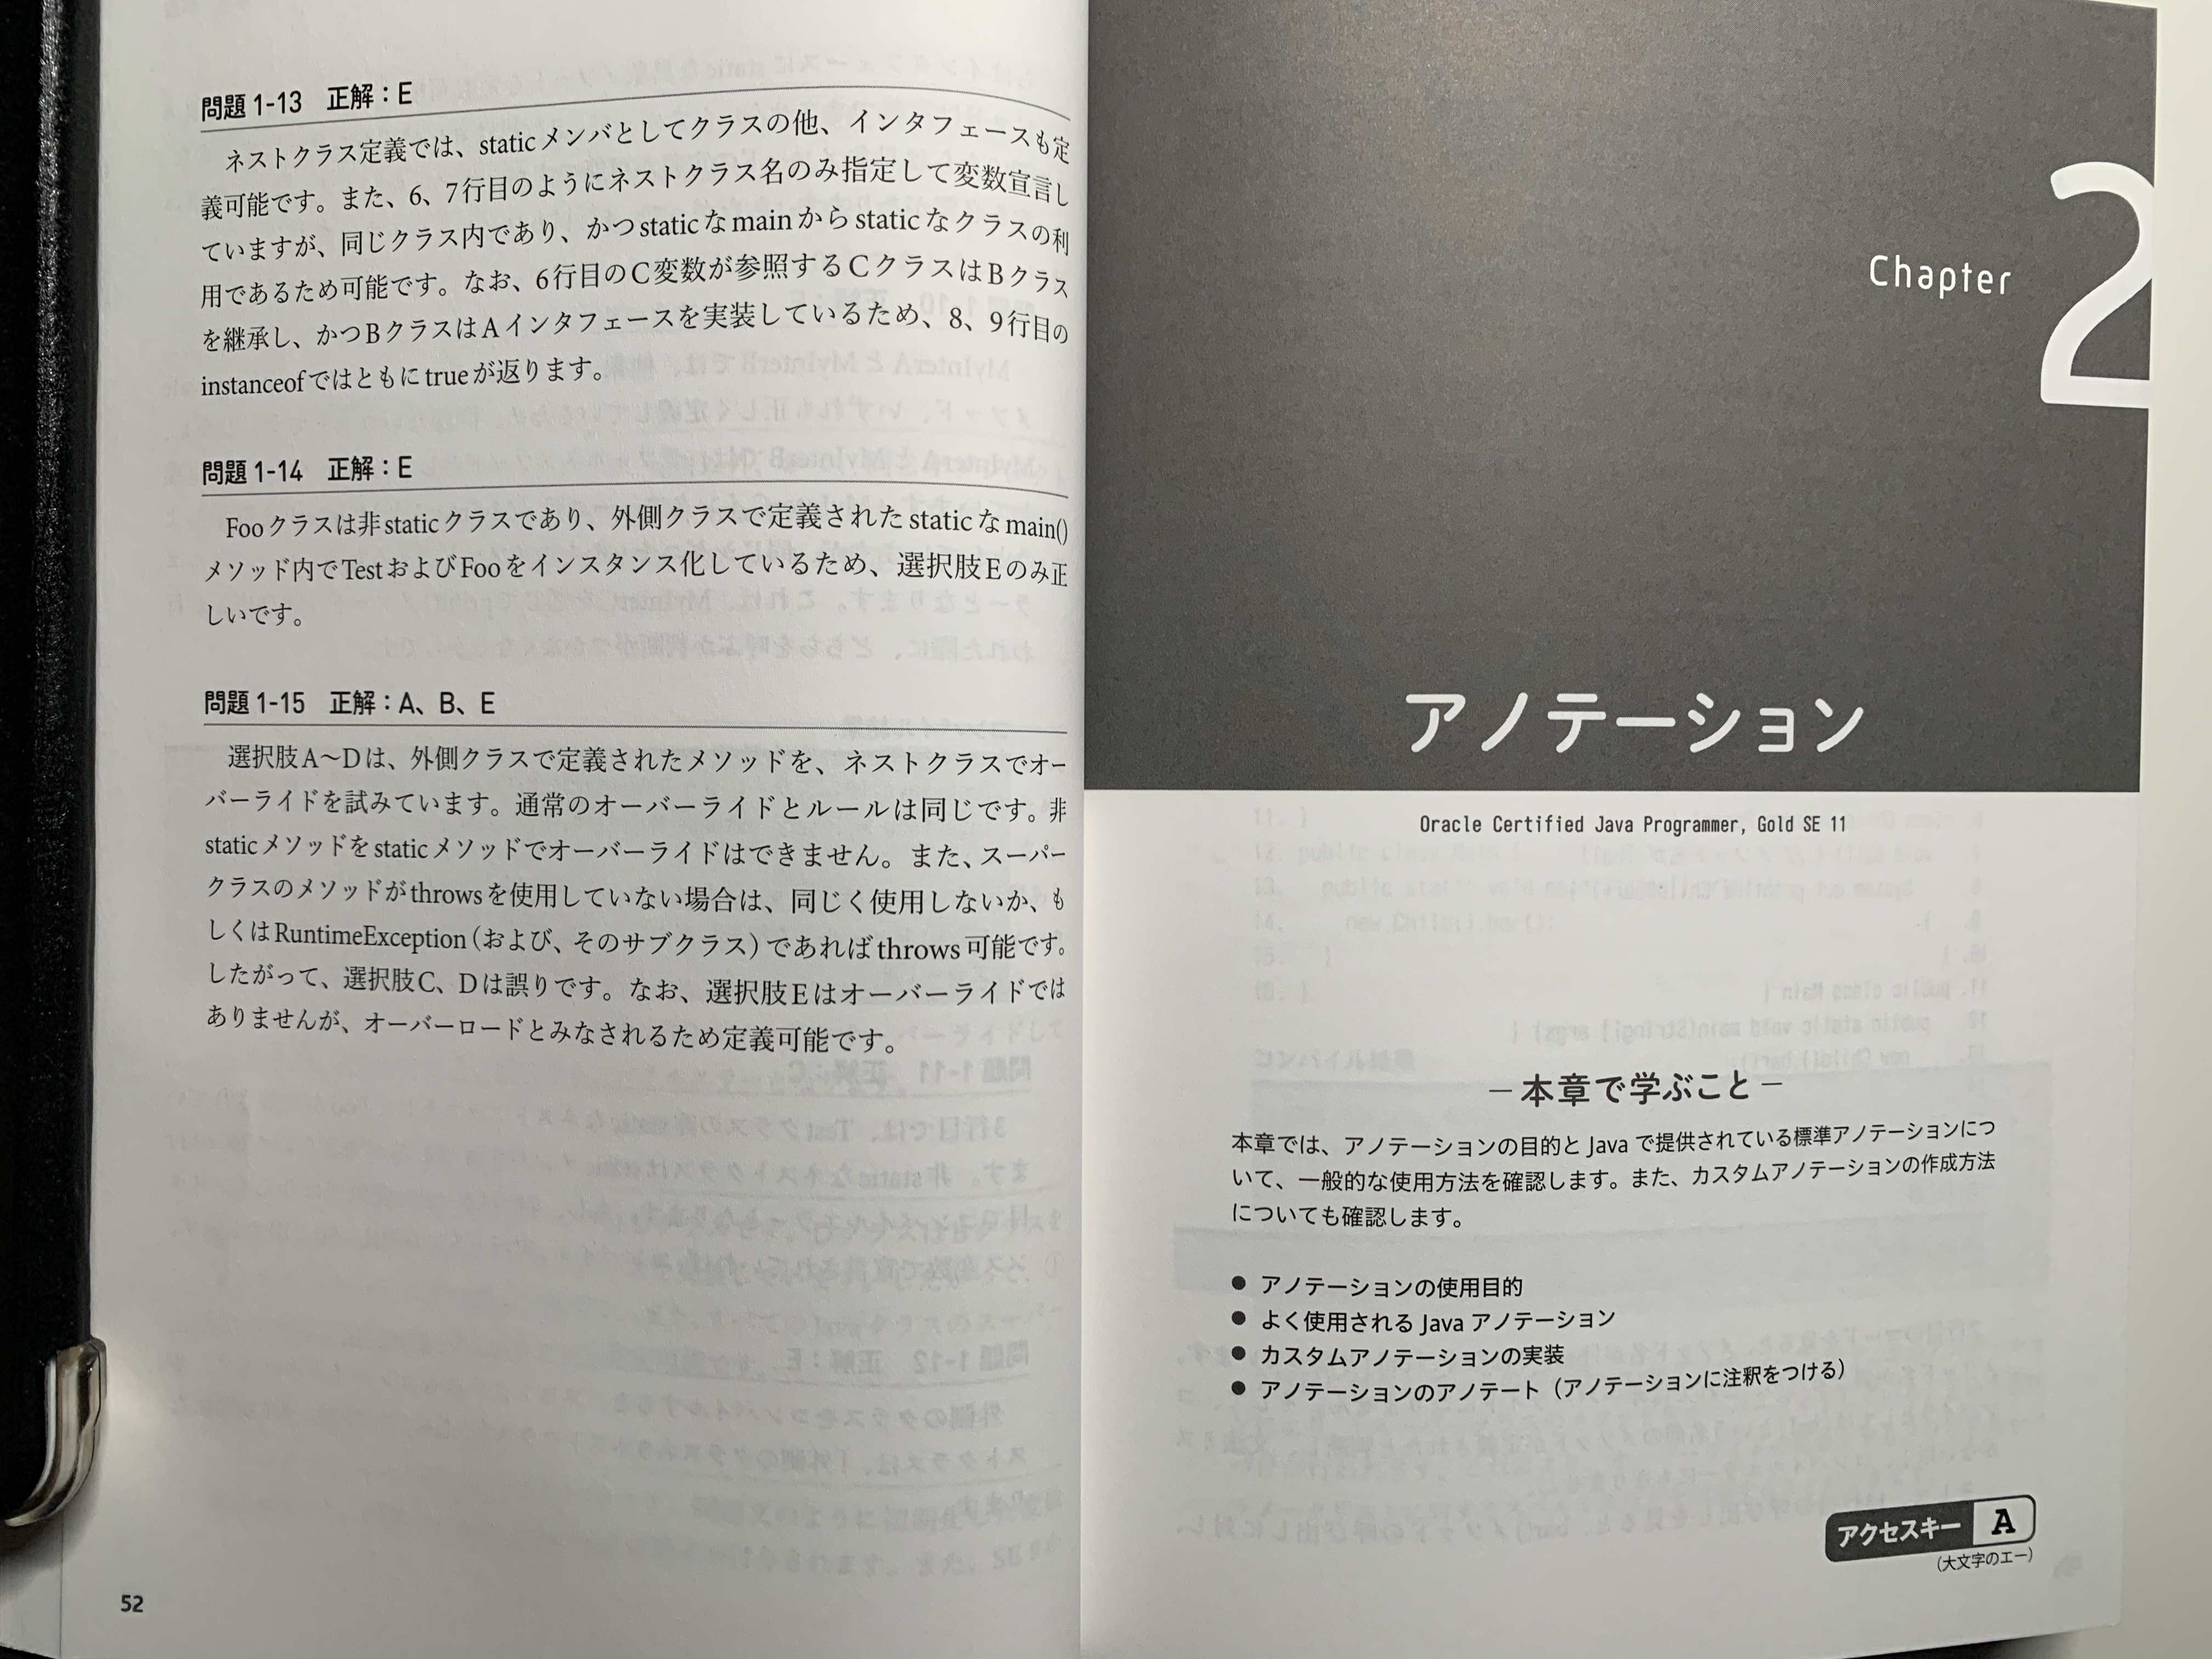 問題 1-13　正解：E
ネストクラス定義では、staticメンバとしてクラスの他、インタフェースも定
義可能です。また、6、7行目のようにネストクラス名のみ指定して変数宣言し
ていますが、同じクラス内であり、かつstaticなmainからstaticなクラスの利
用であるため可能です。なお、6行目のC変数が参照するCクラスはBクラス
を継承し、かつBクラスはAインタフェースを実装しているため、8、9行目の
instanceofではともにtrueが返ります。
問題 1-14　正解：E
Fooクラスは非staticクラスであり、外側クラスで定義されたstaticなmain()
メソッド内でTestおよびFooをインスタンス化しているため、選択肢Eのみ正
しいです。
問題 1-15　正解：A、B、E
選択肢A〜Dは、外側クラスで定義されたメソッドを、ネストクラスでオー
バーライドを試みています。通常のオーバーライドとルールは同じです。非
staticメソッドをstaticメソッドでオーバーライドはできません。また、スーパー
クラスのメソッドがthrowsを使用していない場合は、同じく使用しないか、も
しくはRuntimeException（および、そのサブクラス）であればthrows可能です。
したがって、選択肢C、Dは誤りです。なお、選択肢Eはオーバーライドでは
ありませんが、オーバーロードとみなされるため定義可能です。
52
Chapter
2
アノテーション
Oracle Certified Java Programmer, Gold SE 11
－本章で学ぶこと－
本章では、アノテーションの目的と Java で提供されている標準アノテーションにつ
いて、一般的な使用方法を確認します。また、カスタムアノテーションの作成方法
についても確認します。
● アノテーションの使用目的
● よく使用される Java アノテーション
● カスタムアノテーションの実装
● アノテーションのアノテート（アノテーションに注釈をつける）
アクセスキー A
（大文字のエー）